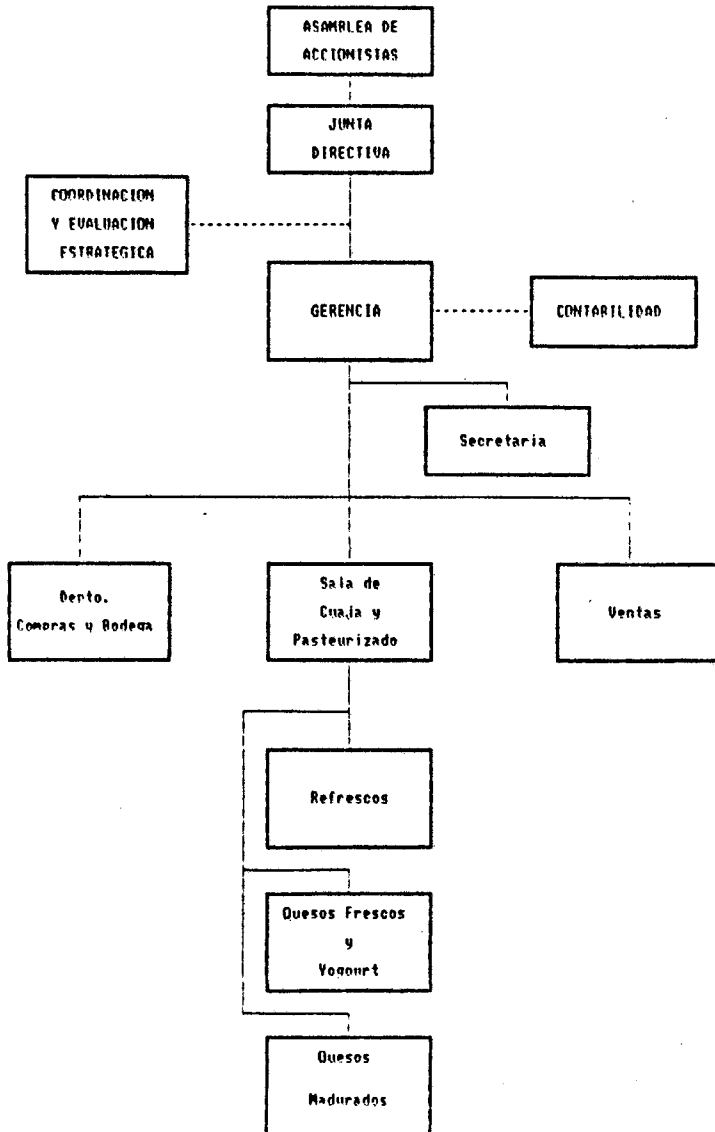 ASAMBLEA DE
ACCIONISTAS
JUNTA
DIRECTIVA
COORDINACION
Y EVALUACION
ESTRATEGICA
GERENCIA
CONTABILIDAD
Secretaria
Depto.
Compras y Bodega
Sala de
Cuaja y
Pasteurizado
Ventas
Refrescos
Quesos Frescos
y
Yogourt
Quesos
Madurados